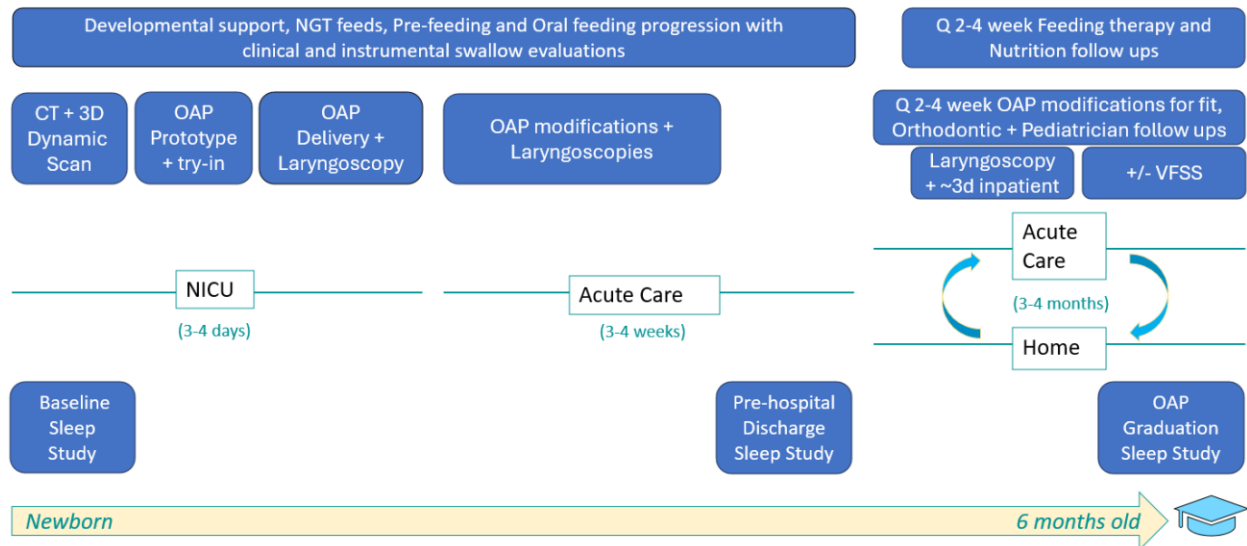 Developmental support, NGT feeds, Pre-feeding and Oral feeding progression with
clinical and instrumental swallow evaluations
Q 2-4 week Feeding therapy and
Nutrition follow ups
CT + 3D
Dynamic
Scan
OAP
Prototype
+ try-in
OAP
Delivery +
Laryngoscopy
OAP modifications +
Laryngoscopies
Q 2-4 week OAP modifications for fit,
Orthodontic + Pediatrician follow ups
Laryngoscopy
+ ~3d inpatient
+/- VFSS
NICU
(3-4 days)
Acute Care
(3-4 weeks)
Acute
Care
(3-4 months)
Home
Baseline
Sleep
Study
Pre-hospital
Discharge
Sleep Study
OAP
Graduation
Sleep Study
Newborn
6 months old